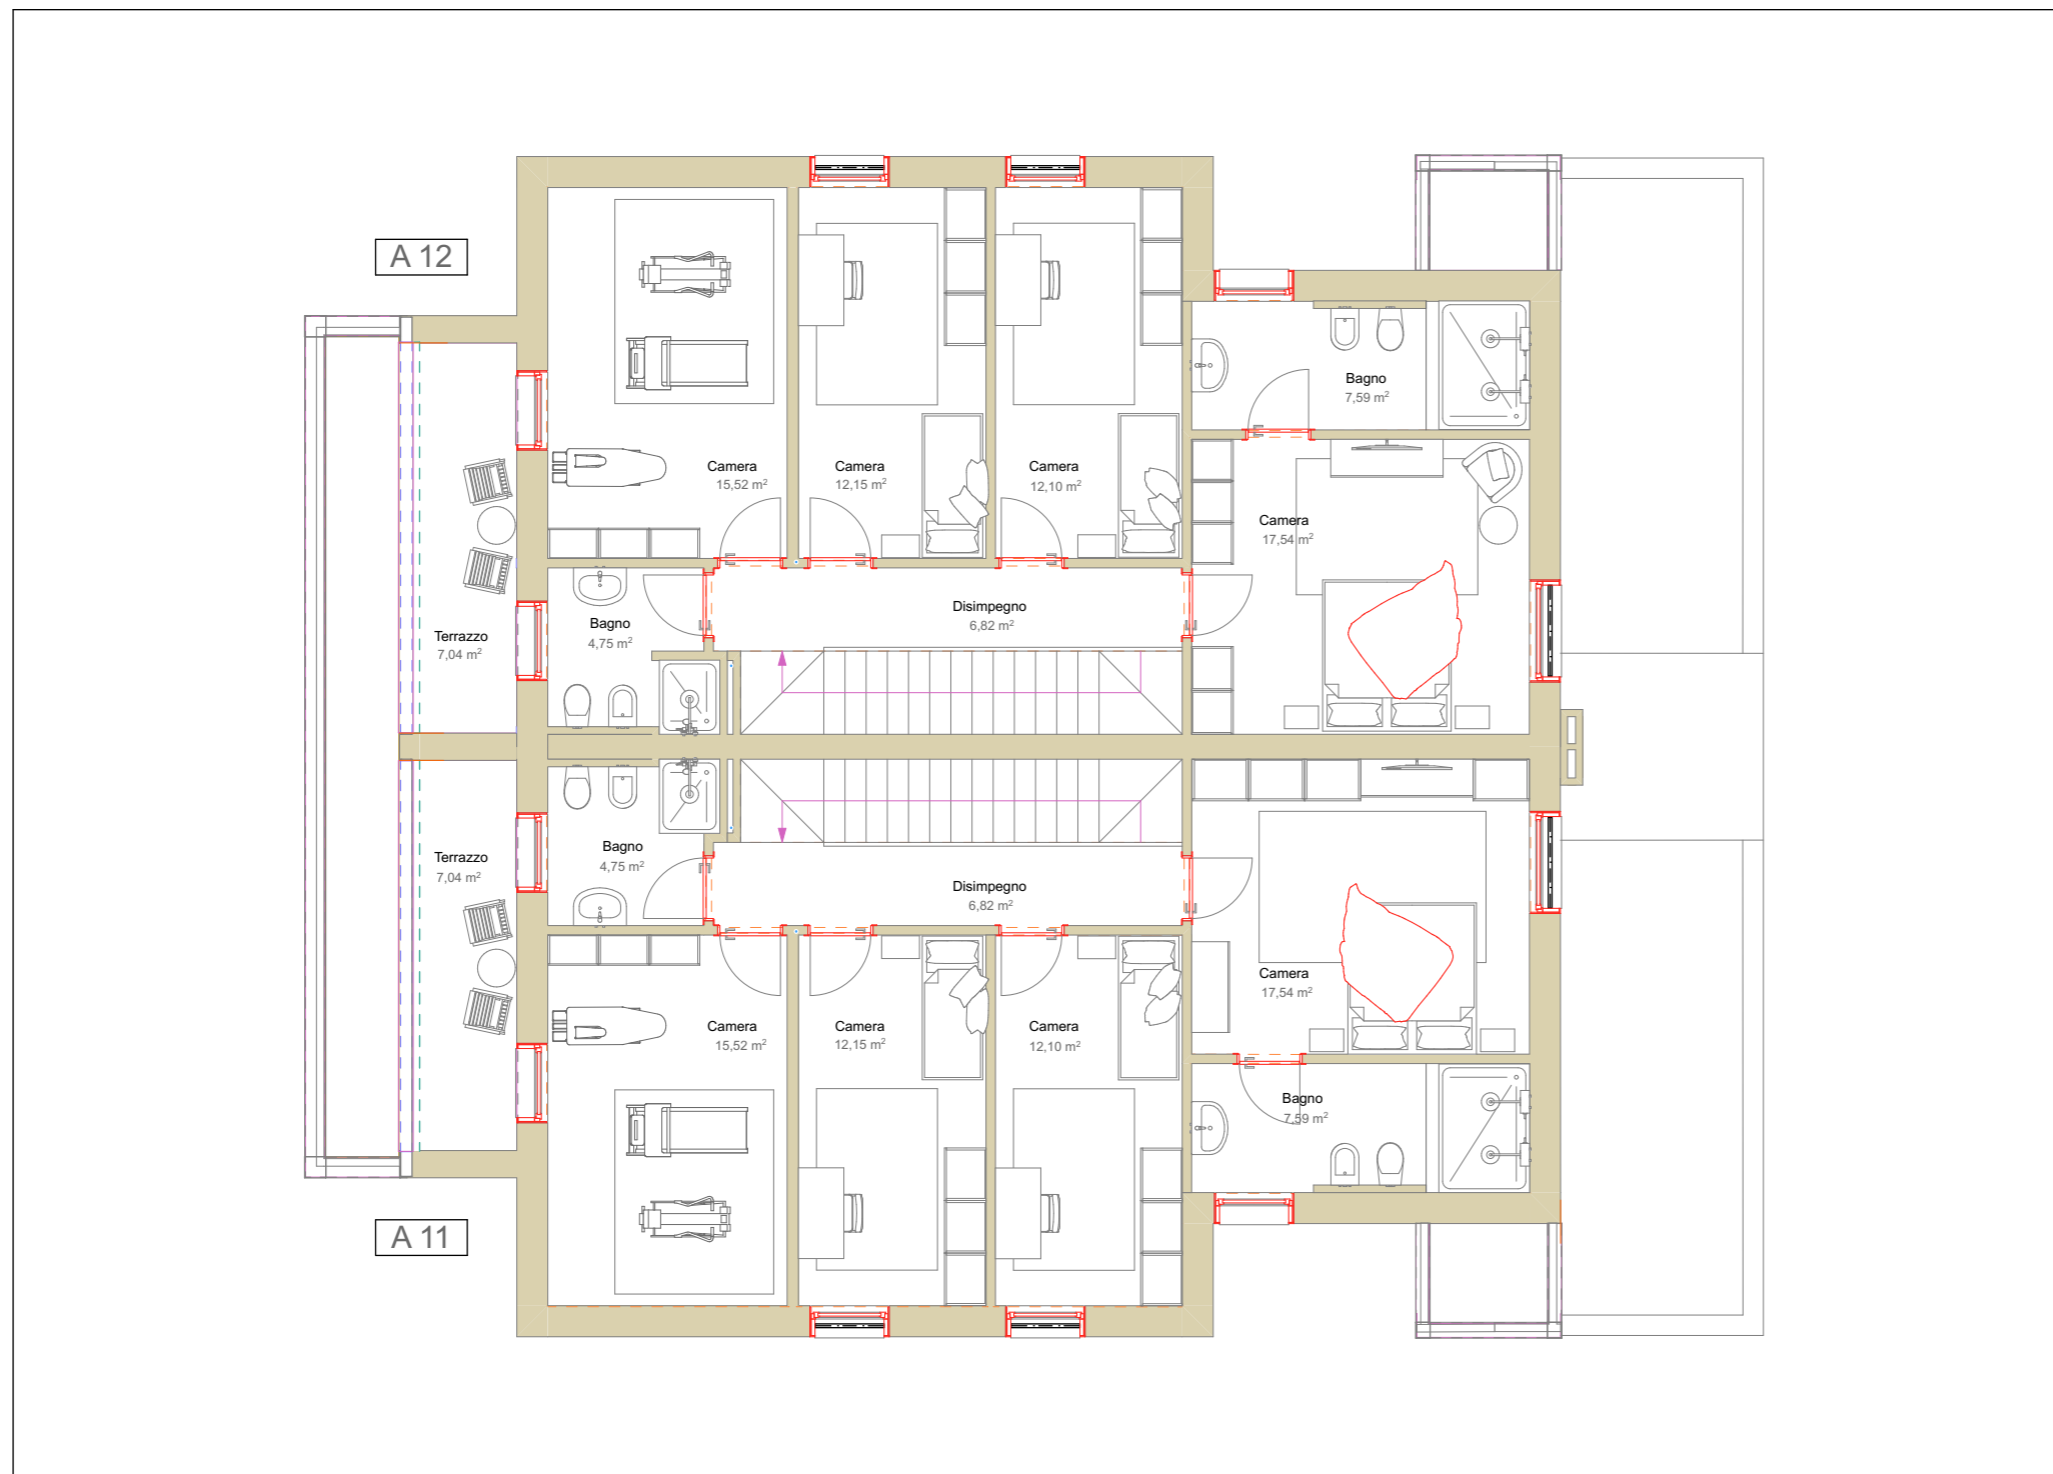 A 12
Bagno
7,59 m²
Camera
15,52 m²
Camera
12,15 m²
Camera
12,10 m²
Camera
17,54 m²
Disimpegno
6,82 m²
Bagno
4,75 m²
Terrazzo
7,04 m²
Terrazzo
7,04 m²
Bagno
4,75 m²
Disimpegno
6,82 m²
Camera
17,54 m²
Camera
15,52 m²
Camera
12,15 m²
Camera
12,10 m²
Bagno
7,59 m²
A 11